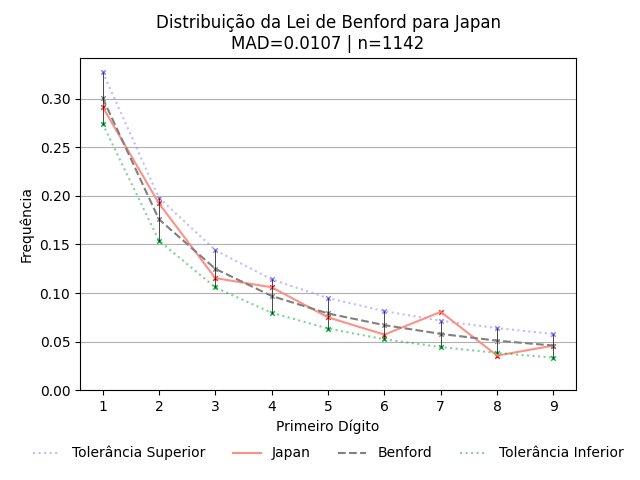 Distribuição da Lei de Benford para Japan
MAD=0.0107 | n=1142
Frequência
0.30
0.25
0.20
0.15
0.10
0.05
0.00
1 2 3 4 5 6 7 8 9
Primeiro Dígito
Tolerância Superior Japan Benford Tolerância Inferior